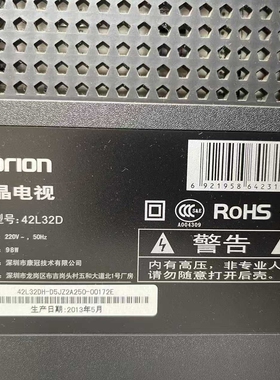 orion
晶电视
型号:42L32D
220V~, 50Hz
98W
深圳市康冠技术有限公司
深圳市龙岗区布吉岗头村五和大道北1号厂房
6 921958 64231
A004309
RoHS
警告
内有高压，非专业人
请勿随意打开后壳。
42L32DH-D5JZ2A250-00172E
生产日期:2013年5月